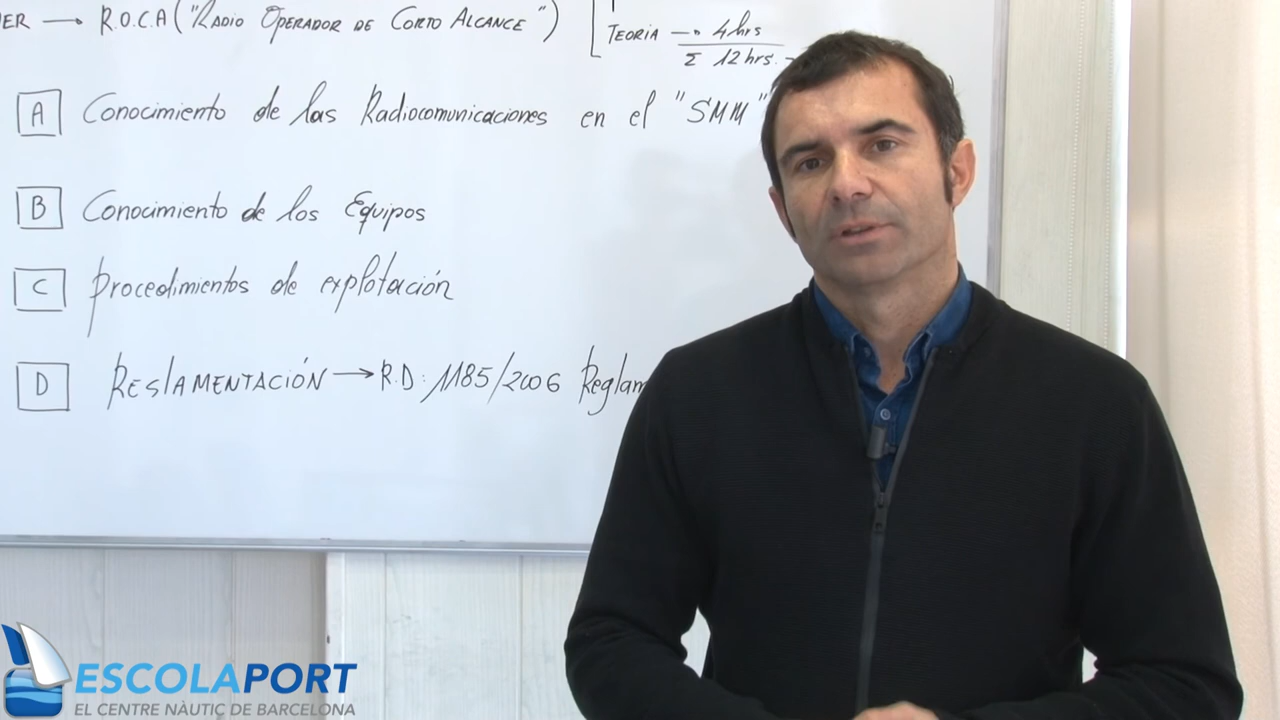 ER → R.O.C.A ("RADIO OPERADOR DE CORTO ALCANCE")
TEORIA → 4hrs
Σ 12 hrs. →
A Conocimiento de las Radiocomunicaciones en el "SMM"
B Conocimiento de los Equipos
C Procedimientos de explotación
D REGLAMENTACIÓN → R.D: 1185/2006 Reglam
ESCOLAPORT
EL CENTRE NÀUTIC DE BARCELONA